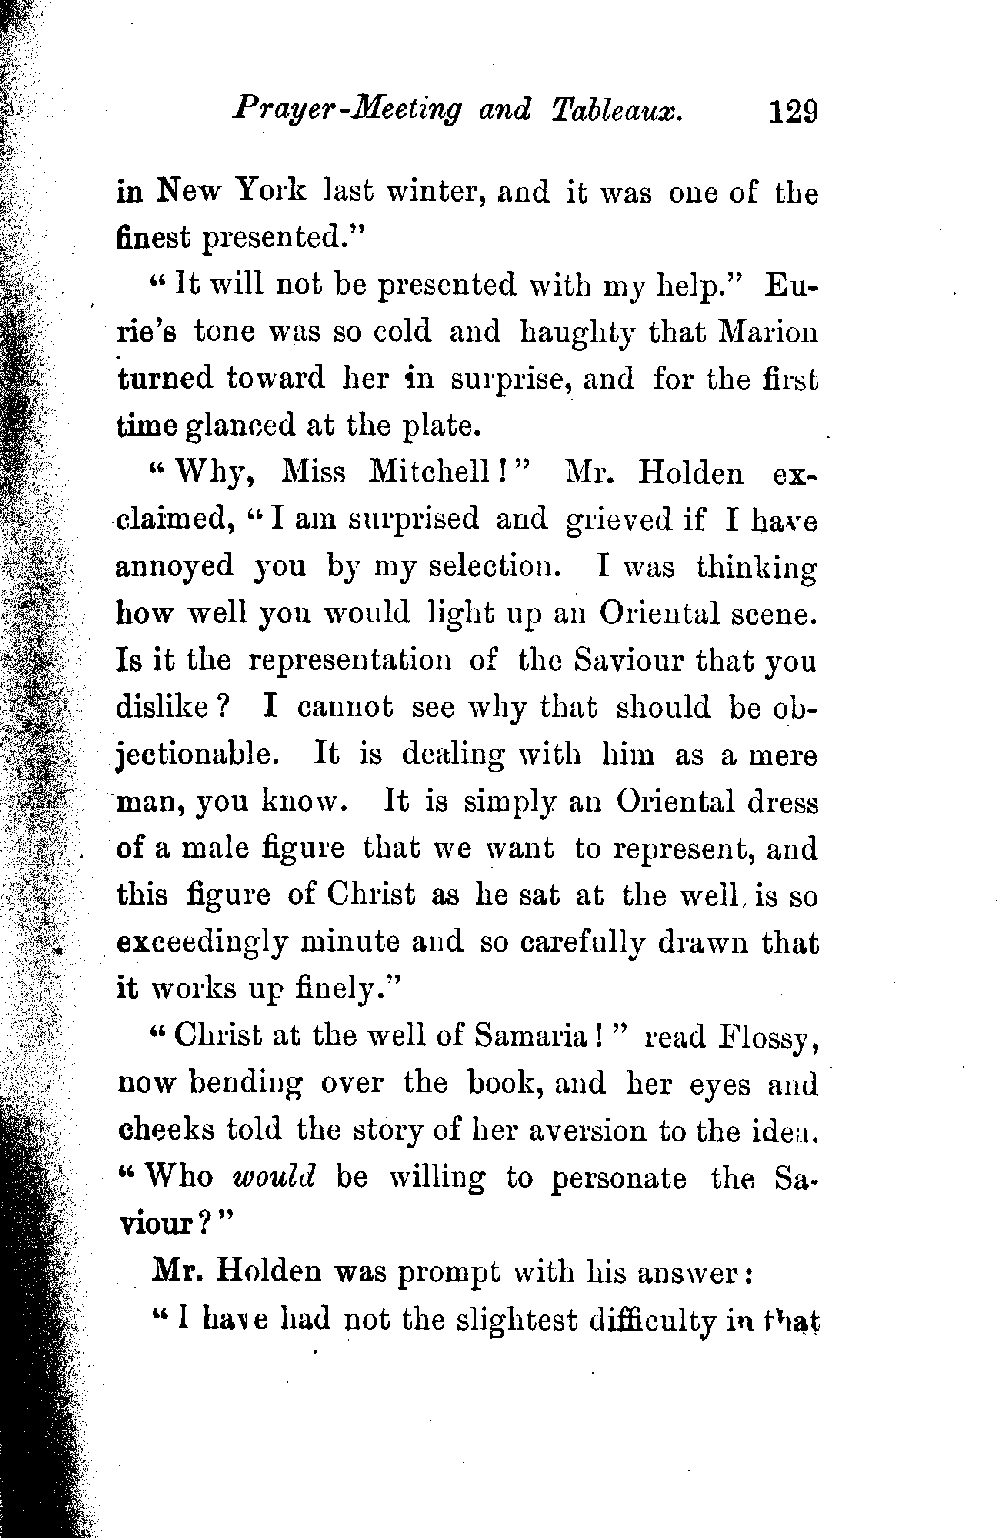 Prayer-Meeting and Tableaux. 129
in New York last winter, and it was one of the
finest presented."
"It will not be presented with my help." Eu-
rie's tone was so cold and haughty that Marion
turned toward her in surprise, and for the first
time glanced at the plate.
"Why, Miss Mitchell!" Mr. Holden ex-
claimed, "I am surprised and grieved if I have
annoyed you by my selection. I was thinking
how well you would light up an Oriental scene.
Is it the representation of the Saviour that you
dislike? I cannot see why that should be ob-
jectionable. It is dealing with him as a mere
man, you know. It is simply an Oriental dress
of a male figure that we want to represent, and
this figure of Christ as he sat at the well, is so
exceedingly minute and so carefully drawn that
it works up finely."
"Christ at the well of Samaria!" read Flossy,
now bending over the book, and her eyes and
cheeks told the story of her aversion to the idea.
"Who would be willing to personate the Sa-
viour?"
Mr. Holden was prompt with his answer:
"I have had not the slightest difficulty in that